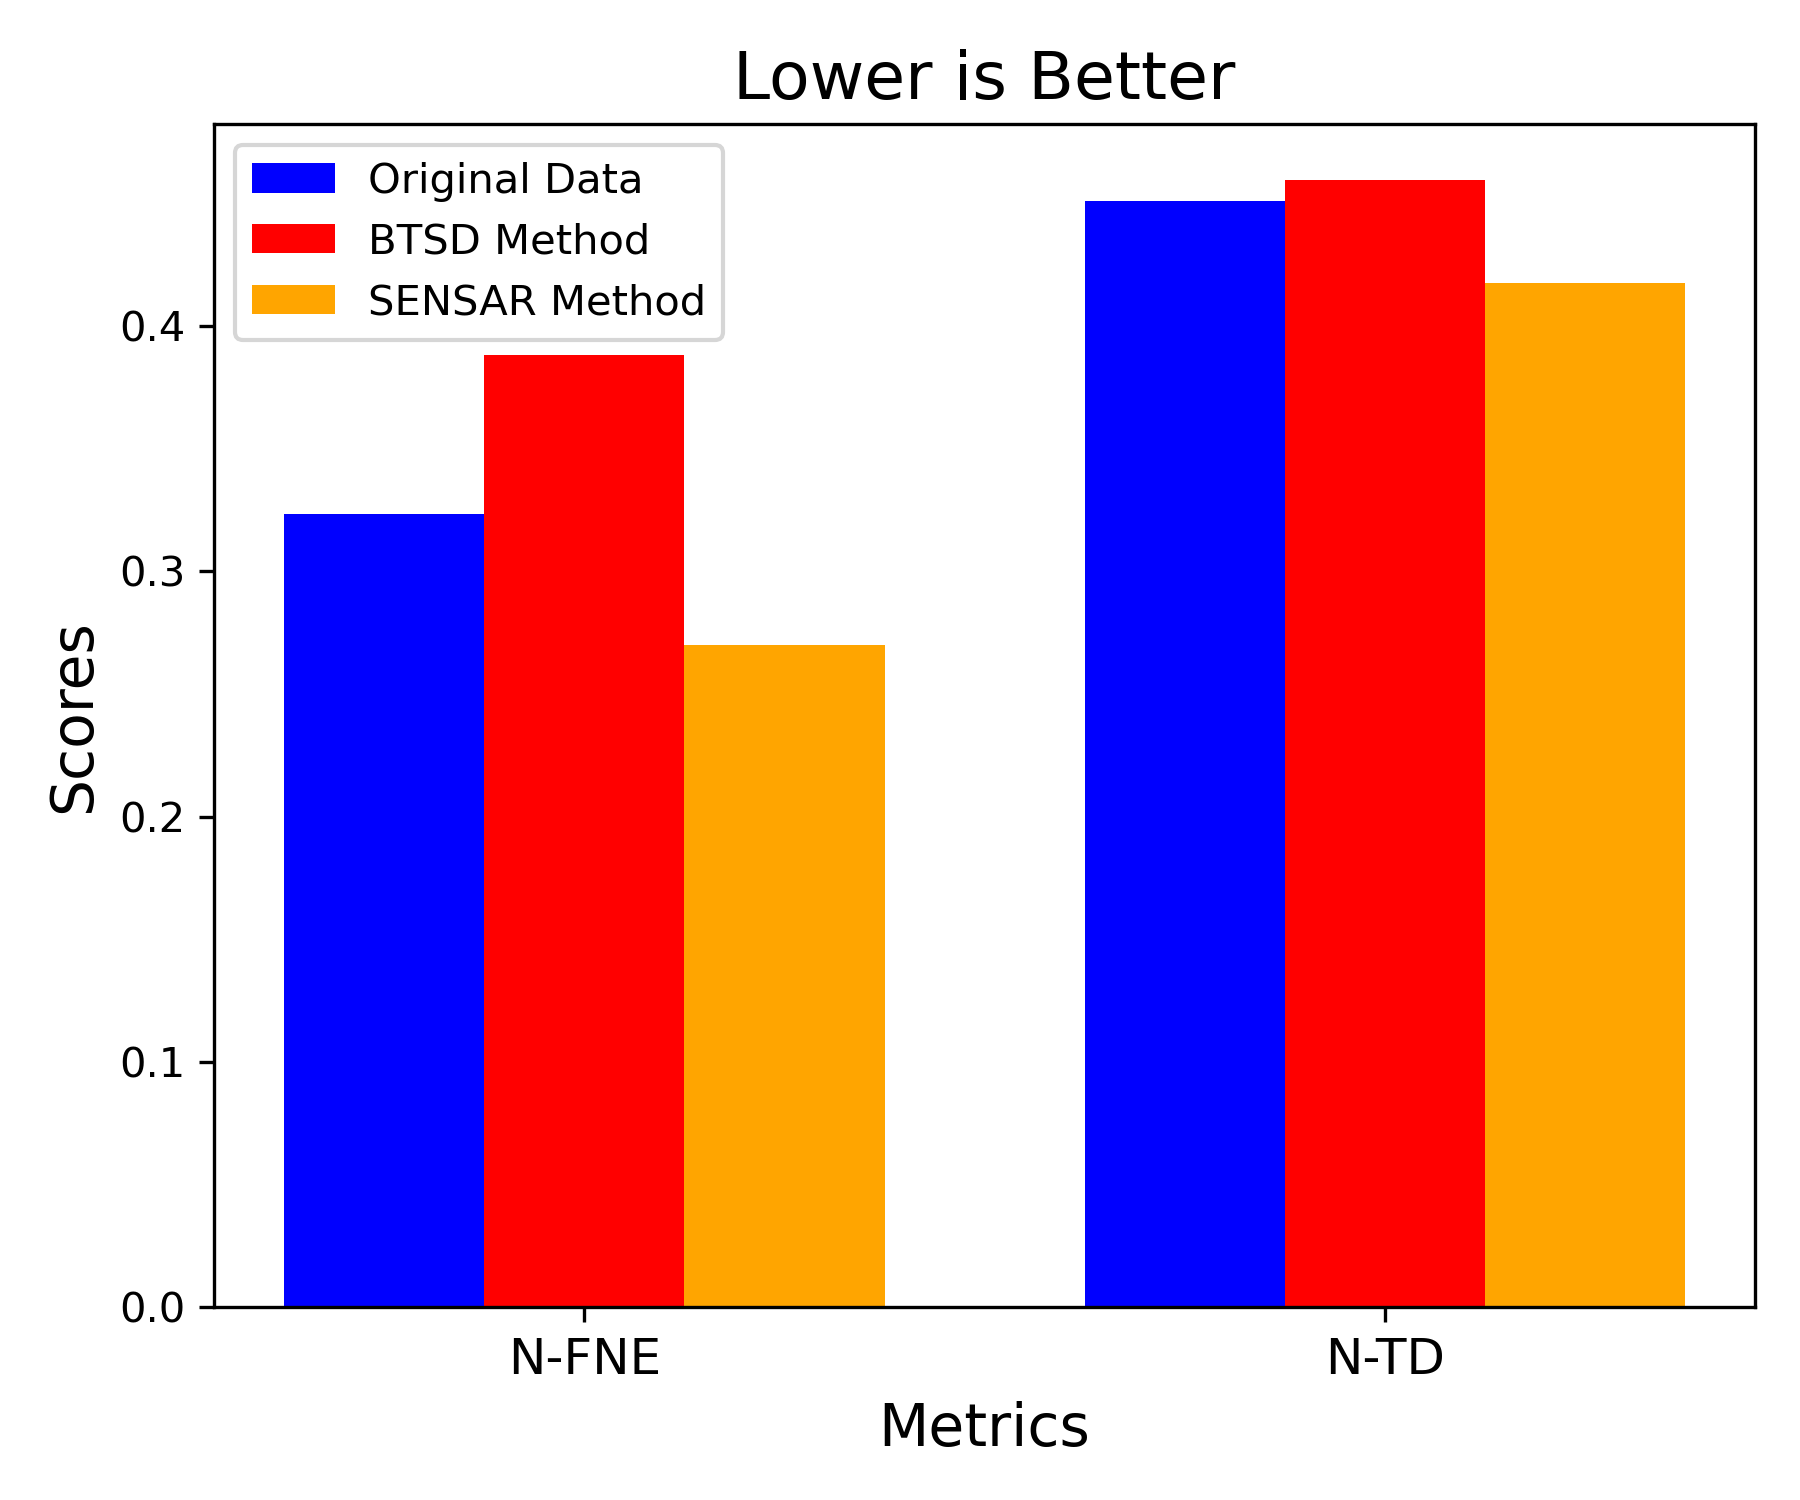 Lower is Better
Original Data
BTSD Method
SENSAR Method
0.4
0.3
0.2
0.1
0.0
Scores
N-FNE
N-TD
Metrics